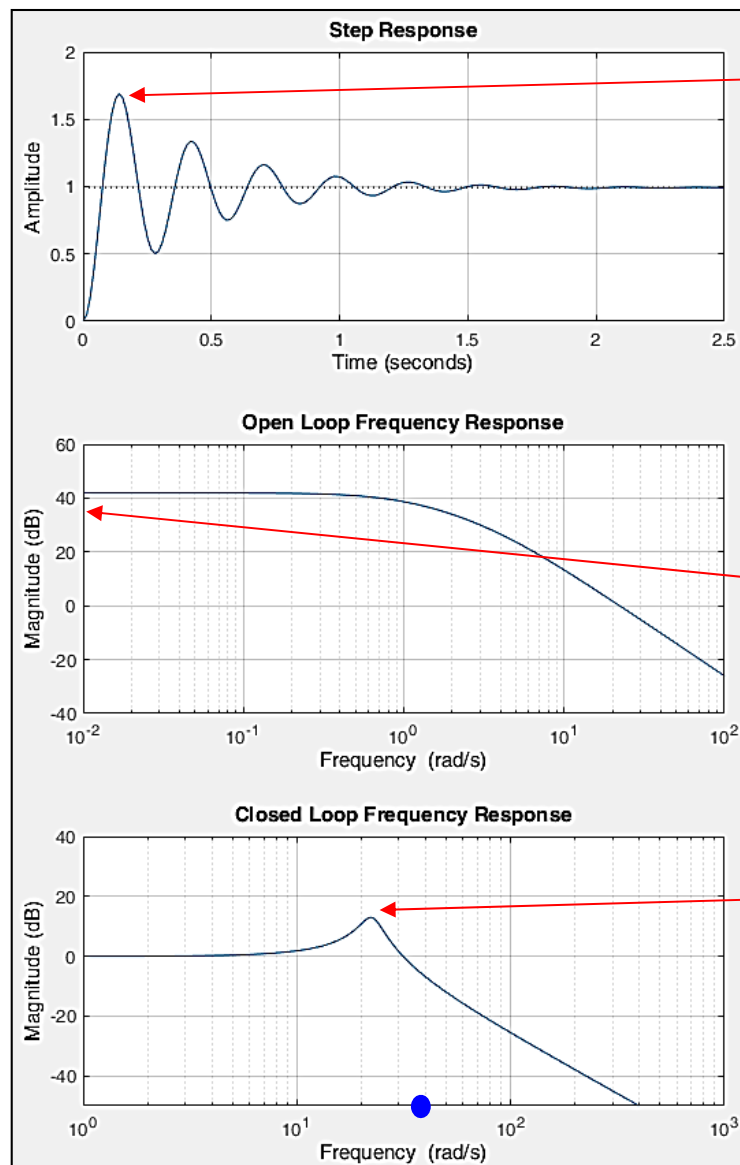 Step Response
2
1.5
1
0.5
0
Amplitude
0 0.5 1 1.5 2 2.5
Time (seconds)
Open Loop Frequency Response
60
40
20
0
-20
-40
Magnitude (dB)
10-2 10-1 100 101 102
Frequency (rad/s)
Closed Loop Frequency Response
40
20
0
-20
-40
Magnitude (dB)
100 101 102 103
Frequency (rad/s)